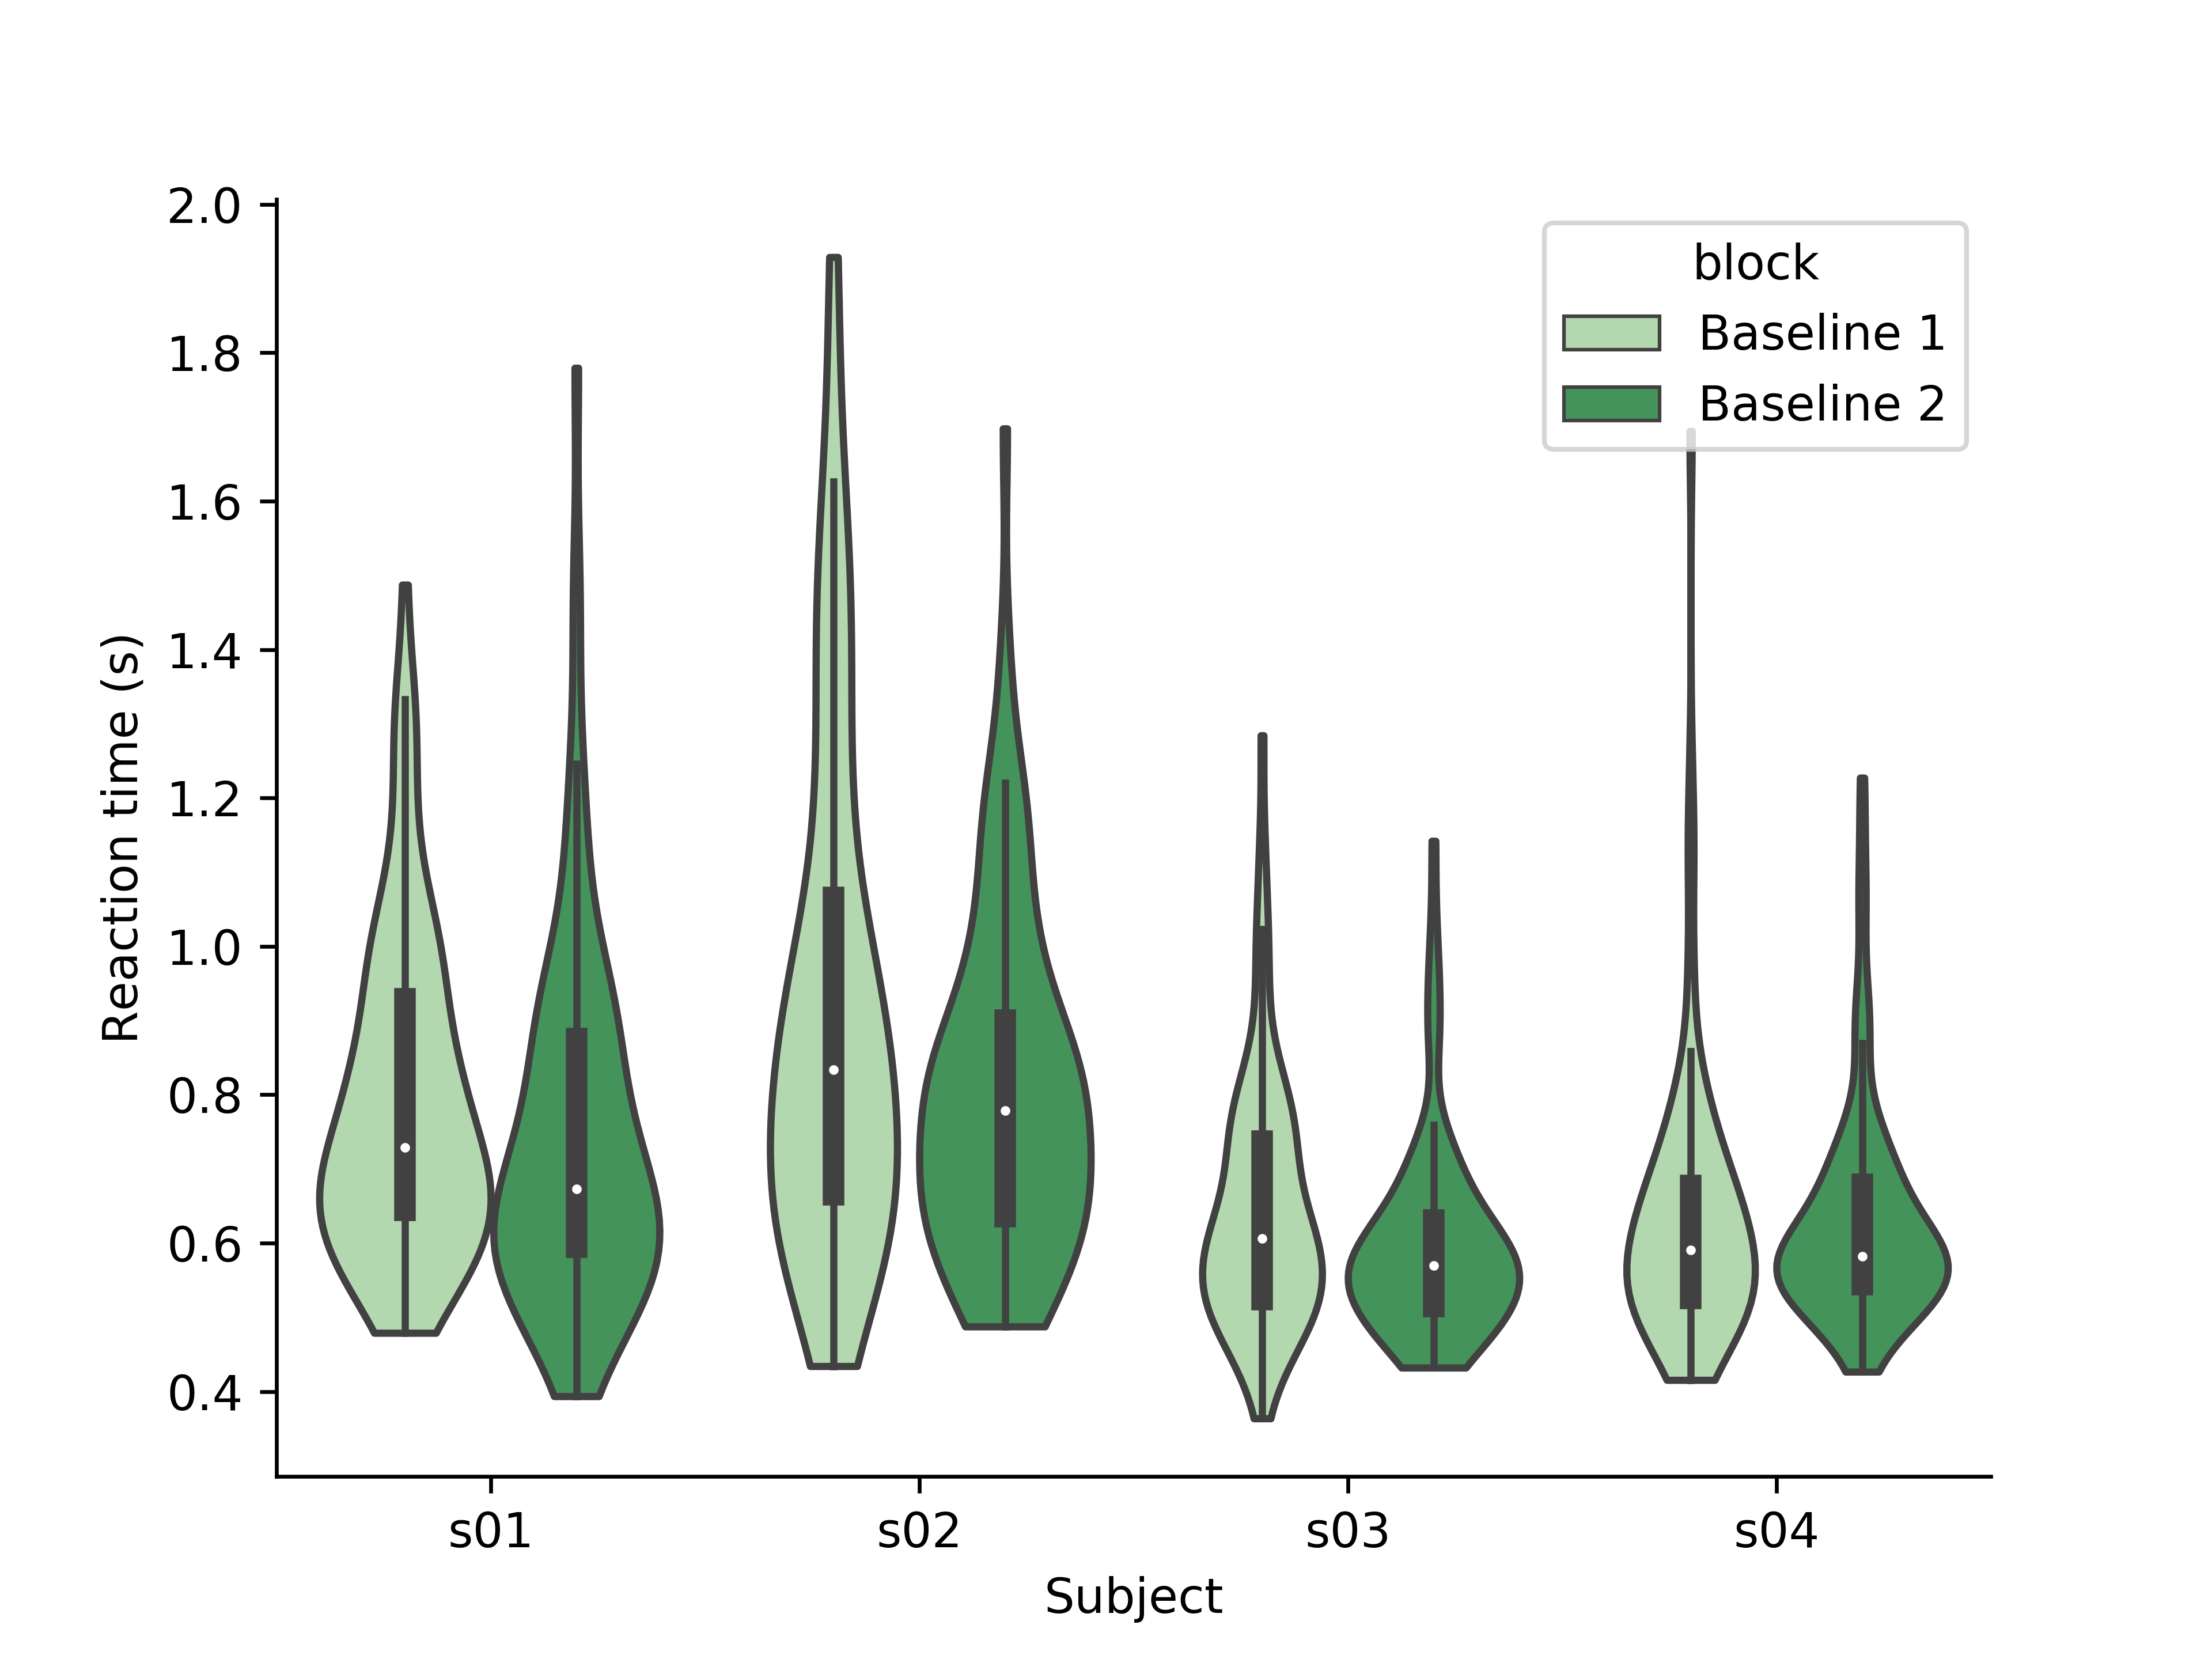 2.0
1.8
1.6
1.4
1.2
1.0
0.8
0.6
0.4
Reaction time (s)
block
Baseline 1
Baseline 2
s01
s02
s03
s04
Subject